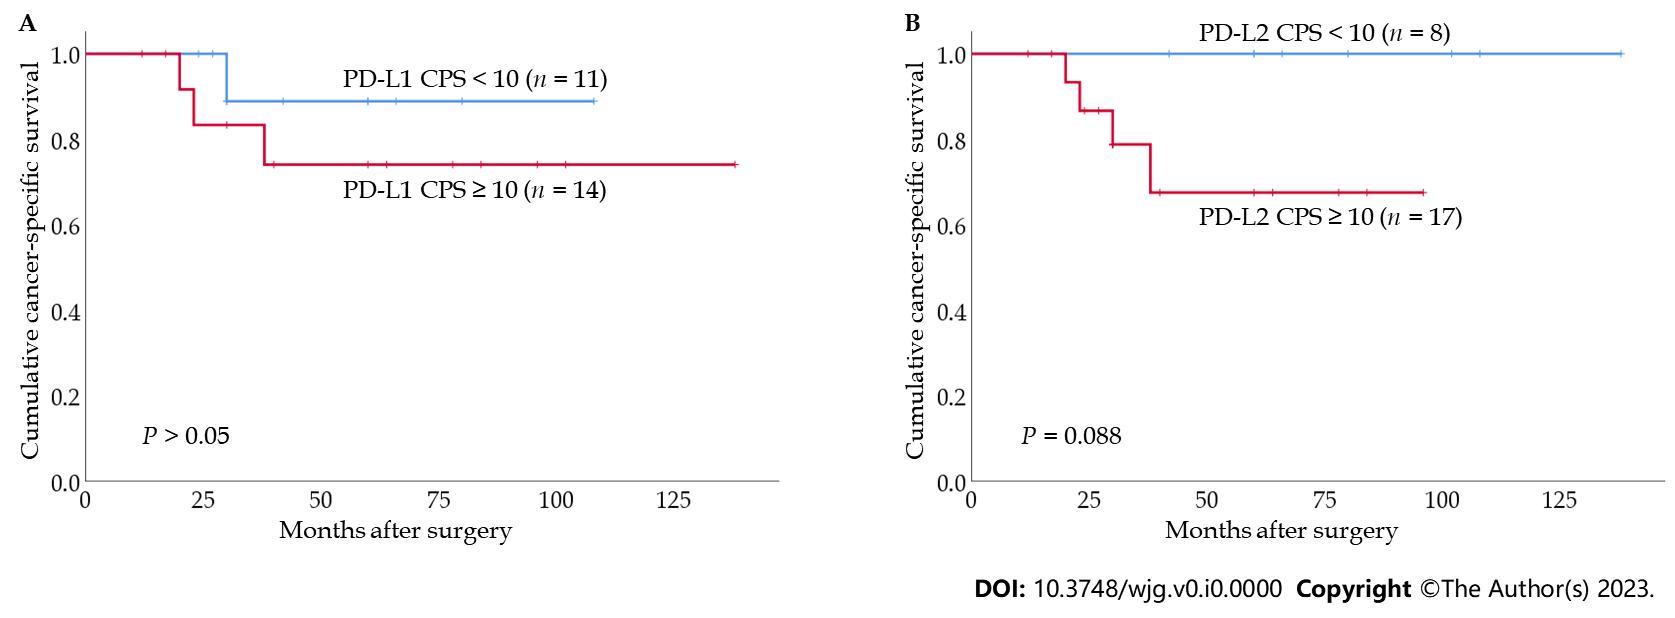 A
Cumulative cancer-specific survival
1.0
0.8
0.6
0.4
0.2
0.0
PD-L1 CPS < 10 (n = 11)
PD-L1 CPS ≥ 10 (n = 14)
P > 0.05
0 25 50 75 100 125
Months after surgery
B
Cumulative cancer-specific survival
1.0
0.8
0.6
0.4
0.2
0.0
PD-L2 CPS < 10 (n = 8)
PD-L2 CPS ≥ 10 (n = 17)
P = 0.088
0 25 50 75 100 125
Months after surgery
DOI: 10.3748/wjg.v0.i0.0000 Copyright ©The Author(s) 2023.